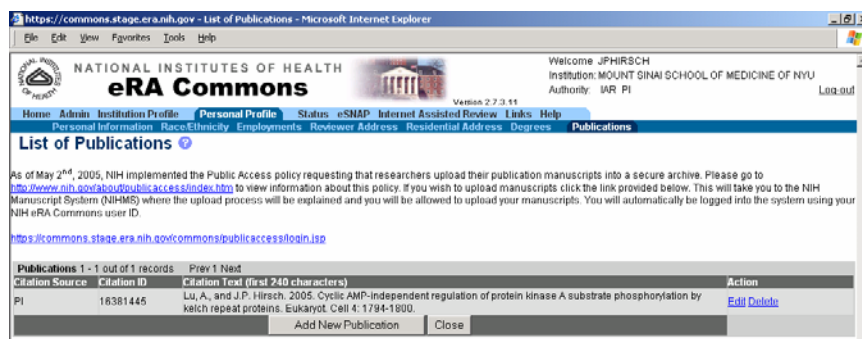 https://commons.stage.era.nih.gov - List of Publications - Microsoft Internet Explorer
File Edit View Favorites Tools Help
NATIONAL INSTITUTES OF HEALTH
eRA Commons
Version 2.7.3.11
Welcome JPHIRSCH
Institution: MOUNT SINAI SCHOOL OF MEDICINE OF NYU
Authority: IAR PI
Log-out
Home Admin Institution Profile Personal Profile Status eSNAP Internet Assisted Review Links Help
Personal Information Race/Ethnicity Employments Reviewer Address Residential Address Degrees Publications
List of Publications ?
As of May 2nd, 2005, NIH implemented the Public Access policy requesting that researchers upload their publication manuscripts into a secure archive. Please go to
http://www.nih.gov/about/publicaccess/index.htm to view information about this policy. If you wish to upload manuscripts click the link provided below. This will take you to the NIH
Manuscript System (NIHMS) where the upload process will be explained and you will be allowed to upload your manuscripts. You will automatically be logged into the system using your
NIH eRA Commons user ID.
https://commons.stage.era.nih.gov/commons/publicaccess/login.jsp
Publications 1 - 1 out of 1 records Prev 1 Next
Citation Source Citation ID Citation Text (first 240 characters) Action
PI 16381445 Lu, A., and J.P. Hirsch. 2005. Cyclic AMP-independent regulation of protein kinase A substrate phosphorylation by
kelch repeat proteins. Eukaryot. Cell 4: 1794-1800. Edit Delete
Add New Publication Close